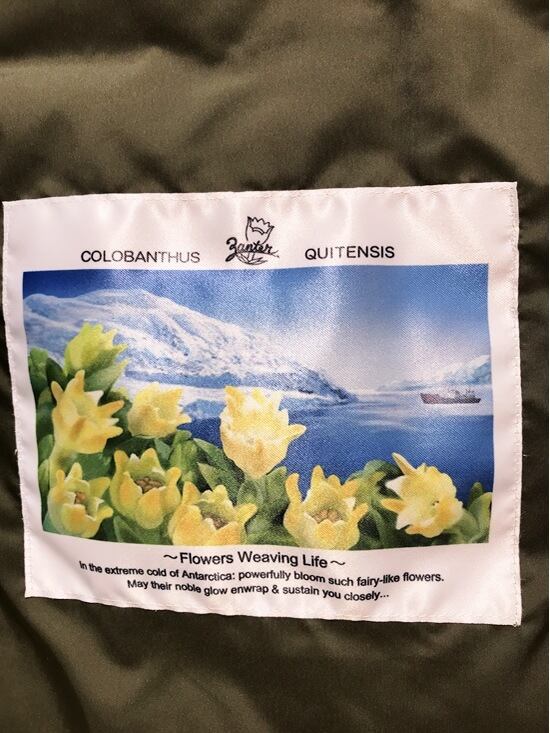 Zanter
COLOBANTHUS QUITENSIS
~Flowers Weaving Life~
In the extreme cold of Antarctica: powerfully bloom such fairy-like flowers.
May their noble glow enwrap & sustain you closely...